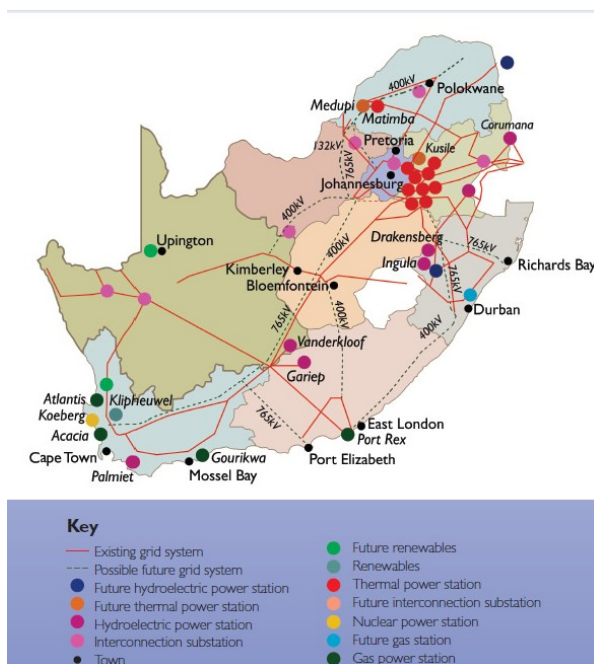 400kV
Polokwane
Medupi
Matimba
Corumana
132kV
Pretoria
Kusile
765kV
Johannesburg
400kV
Drakensberg
765kV
Upington
400kV
Ingula
Richards Bay
Kimberley
765kV
Bloemfontein
Durban
765kV
400kV
400kV
Vanderkloof
Gariep
Atlantis
Klipheuwel
Koeberg
765kV
East London
Acacia
Port Rex
Cape Town
Gourikwa
Port Elizabeth
Palmiet
Mossel Bay
Key
Existing grid system
Possible future grid system
Future hydroelectric power station
Future thermal power station
Hydroelectric power station
Interconnection substation
Town
Future renewables
Renewables
Thermal power station
Future interconnection substation
Nuclear power station
Future gas station
Gas power station